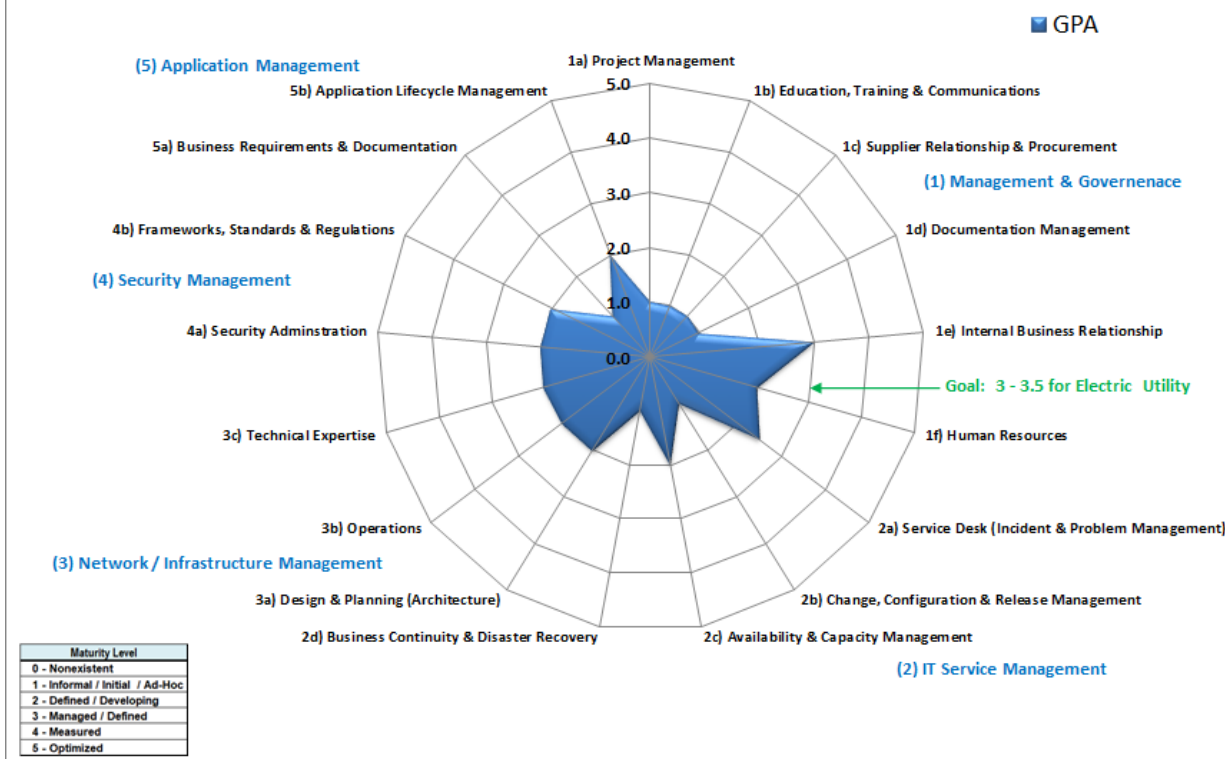 GPA
(5) Application Management
1a) Project Management
5b) Application Lifecycle Management
5.0
1b) Education, Training & Communications
4.0
5a) Business Requirements & Documentation
1c) Supplier Relationship & Procurement
(1) Management & Governenace
3.0
4b) Frameworks, Standards & Regulations
1d) Documentation Management
2.0
(4) Security Management
1.0
4a) Security Adminstration
1e) Internal Business Relationship
0.0
Goal: 3 - 3.5 for Electric Utility
3c) Technical Expertise
1f) Human Resources
3b) Operations
2a) Service Desk (Incident & Problem Management)
(3) Network / Infrastructure Management
3a) Design & Planning (Architecture)
2b) Change, Configuration & Release Management
2d) Business Continuity & Disaster Recovery
2c) Availability & Capacity Management
(2) IT Service Management
Maturity Level
0 - Nonexistent
1 - Informal / Initial / Ad-Hoc
2 - Defined / Developing
3 - Managed / Defined
4 - Measured
5 - Optimized